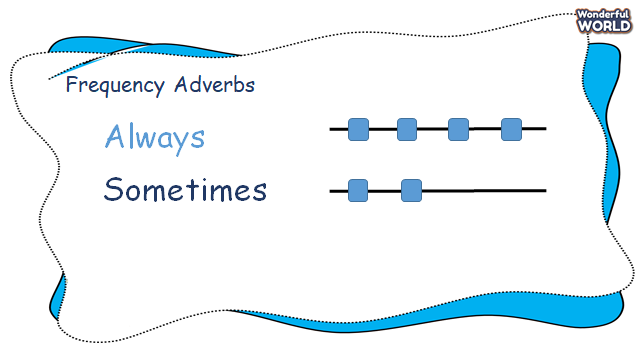 Wonderful
WORLD
Frequency Adverbs
Always
Sometimes